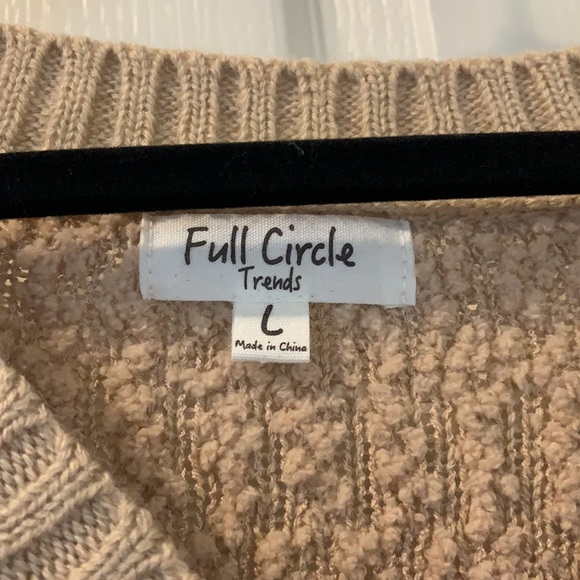 Full Circle
Trends
L
Made in China